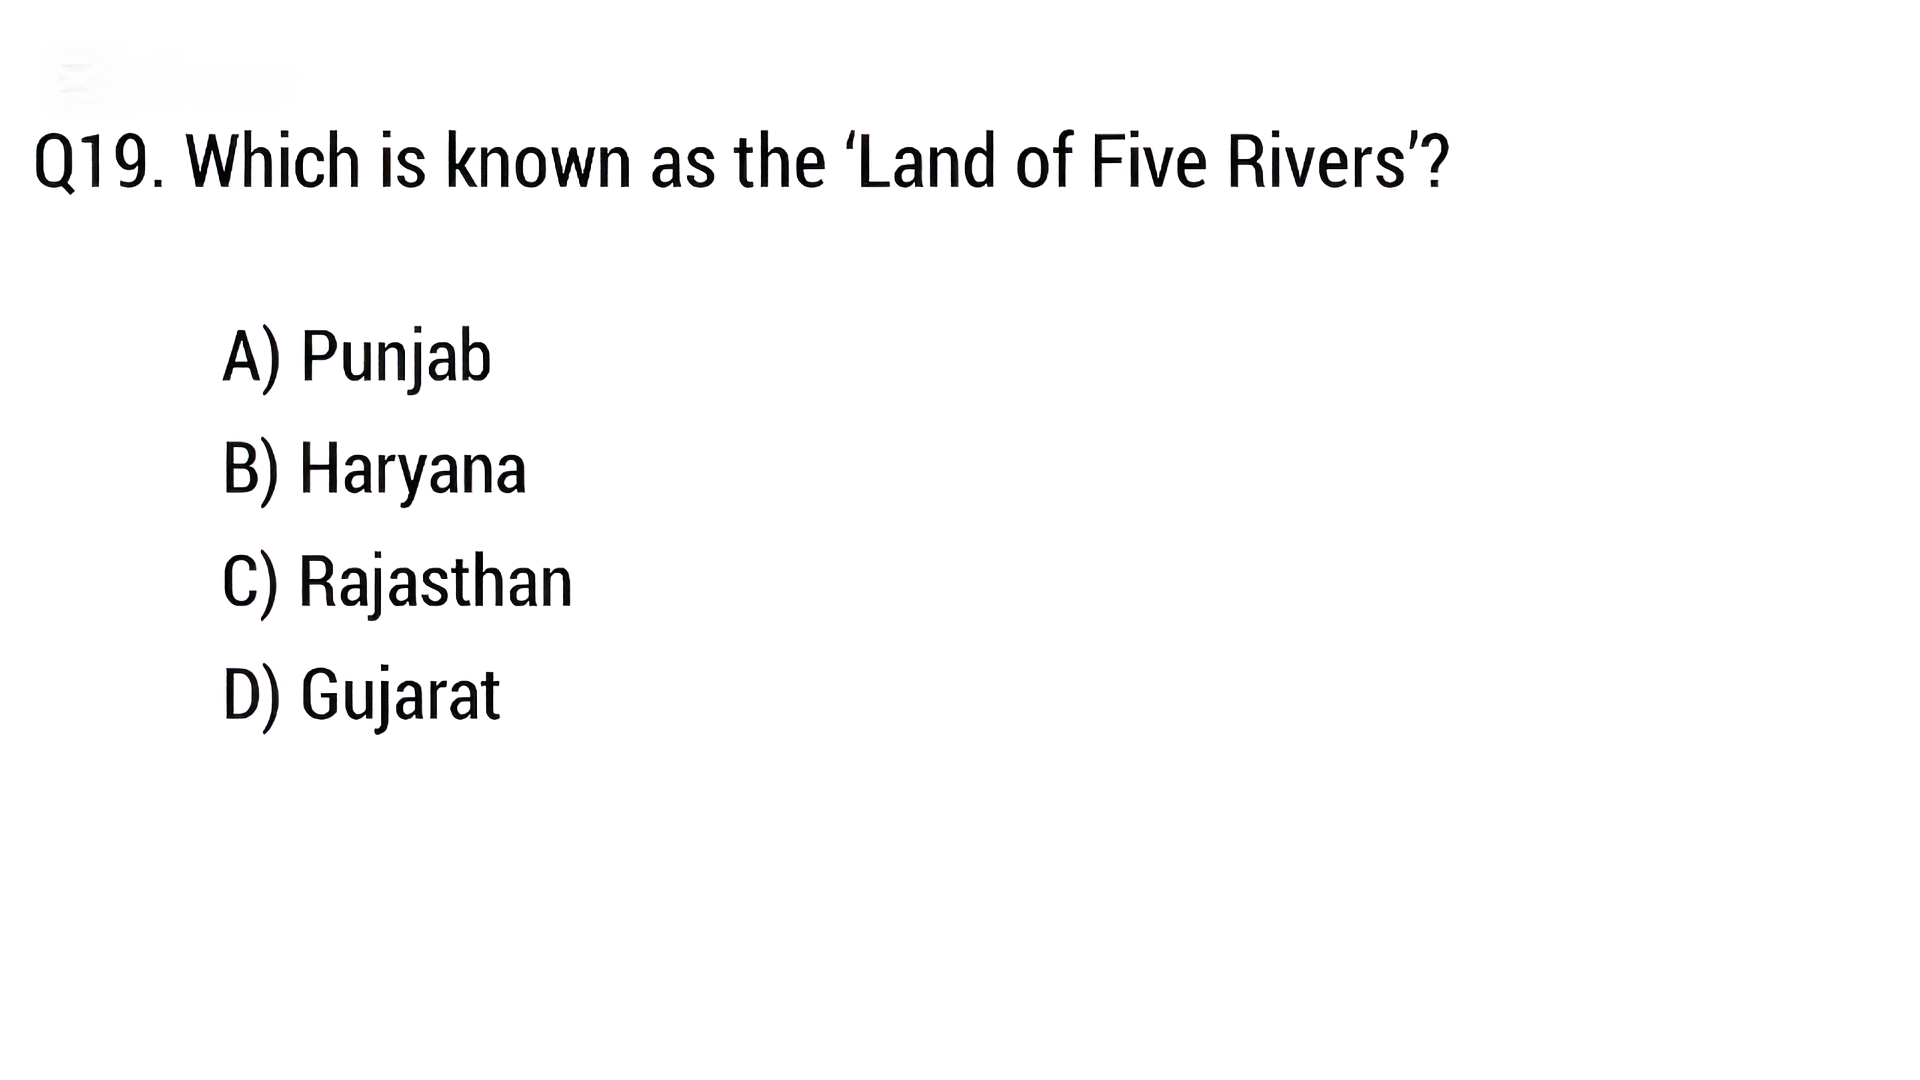 Q19. Which is known as the ‘Land of Five Rivers’?
A) Punjab
B) Haryana
C) Rajasthan
D) Gujarat